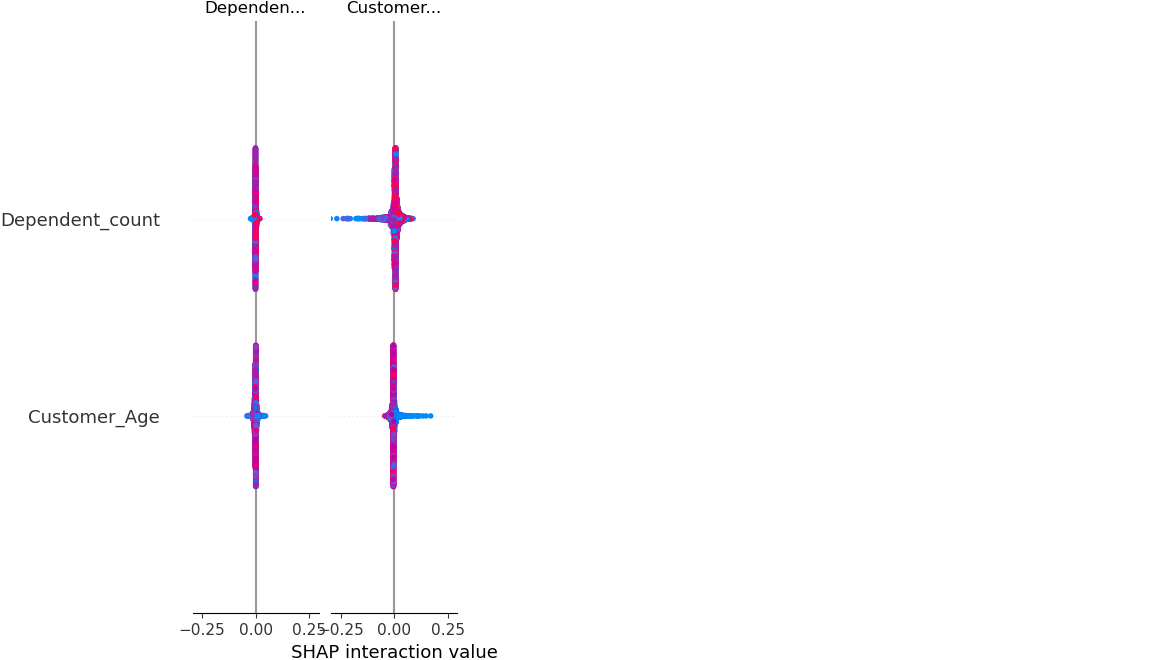 Dependen... Customer...
Dependent_count
Customer_Age
−0.25 0.00 0.25 −0.25 0.00 0.25
SHAP interaction value